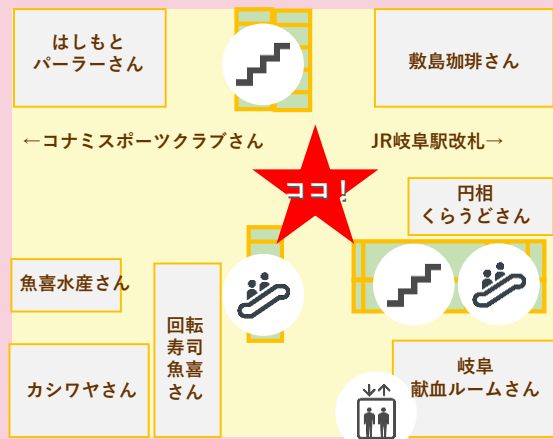 はしもと
パーラーさん
敷島珈琲さん
←コナミスポーツクラブさん
JR岐阜駅改札→
ココ！
円相
くらうどさん
魚喜水産さん
回転
寿司
魚喜
さん
カシワヤさん
岐阜
献血ルームさん